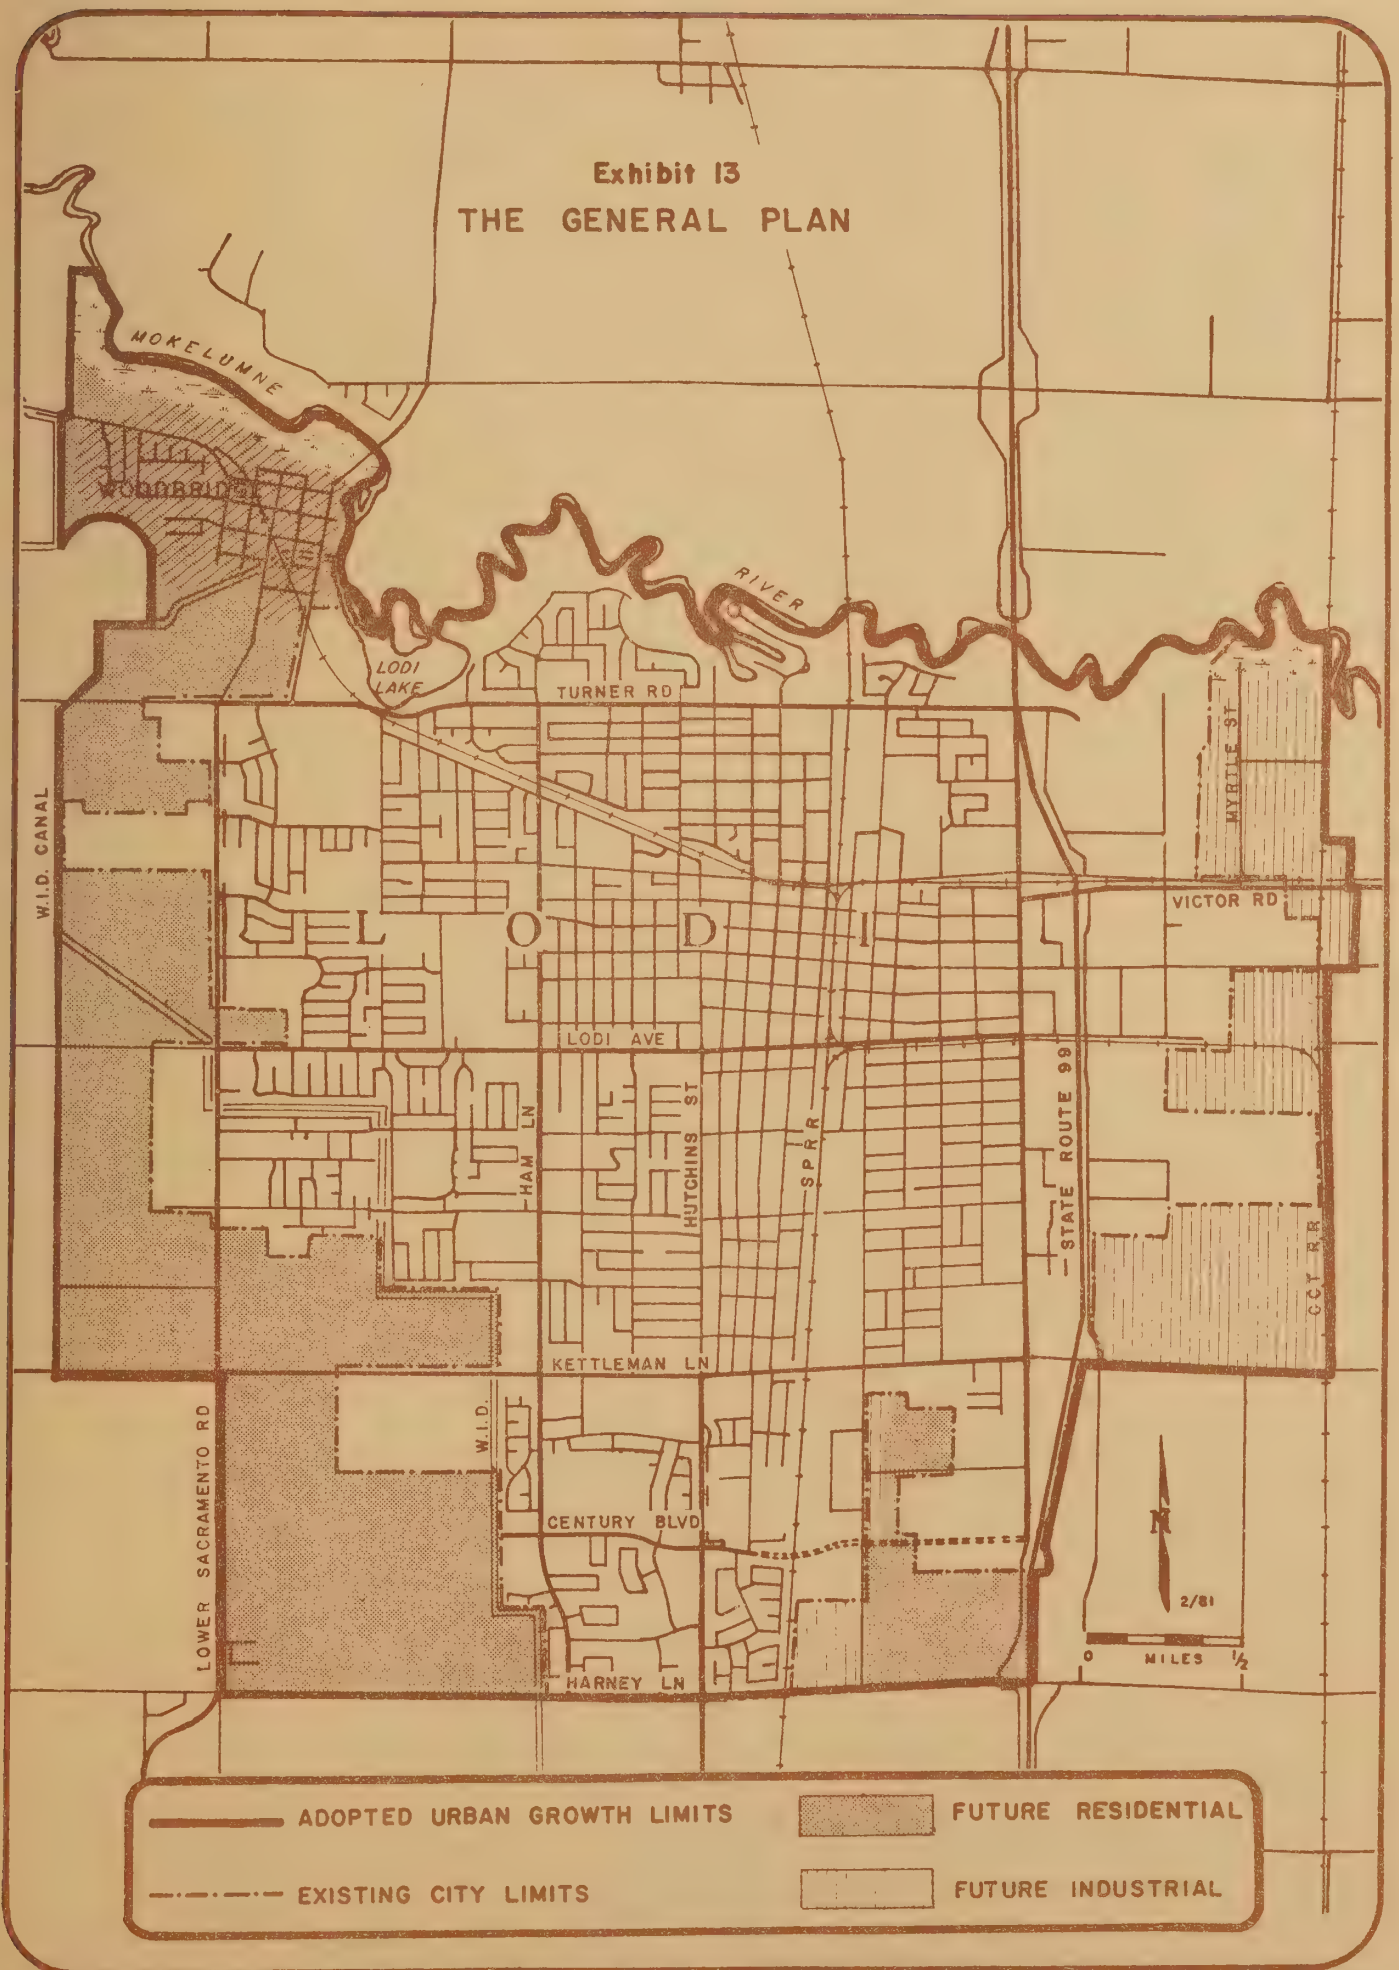 Exhibit 13
THE GENERAL PLAN
MOKELUMNE
WOODBRIDGE
RIVER
LODI
LAKE
TURNER RD
MYRTLE ST
W.I.D. CANAL
VICTOR RD
L O D I
LODI AVE
HAM LN
HUTCHINS ST
S P R R
STATE ROUTE 99
CCT R R
KETTLEMAN LN
W.I.D.
LOWER SACRAMENTO RD
CENTURY BLVD
HARNEY LN
N
2/81
0 MILES 1/2
ADOPTED URBAN GROWTH LIMITS
FUTURE RESIDENTIAL
EXISTING CITY LIMITS
FUTURE INDUSTRIAL